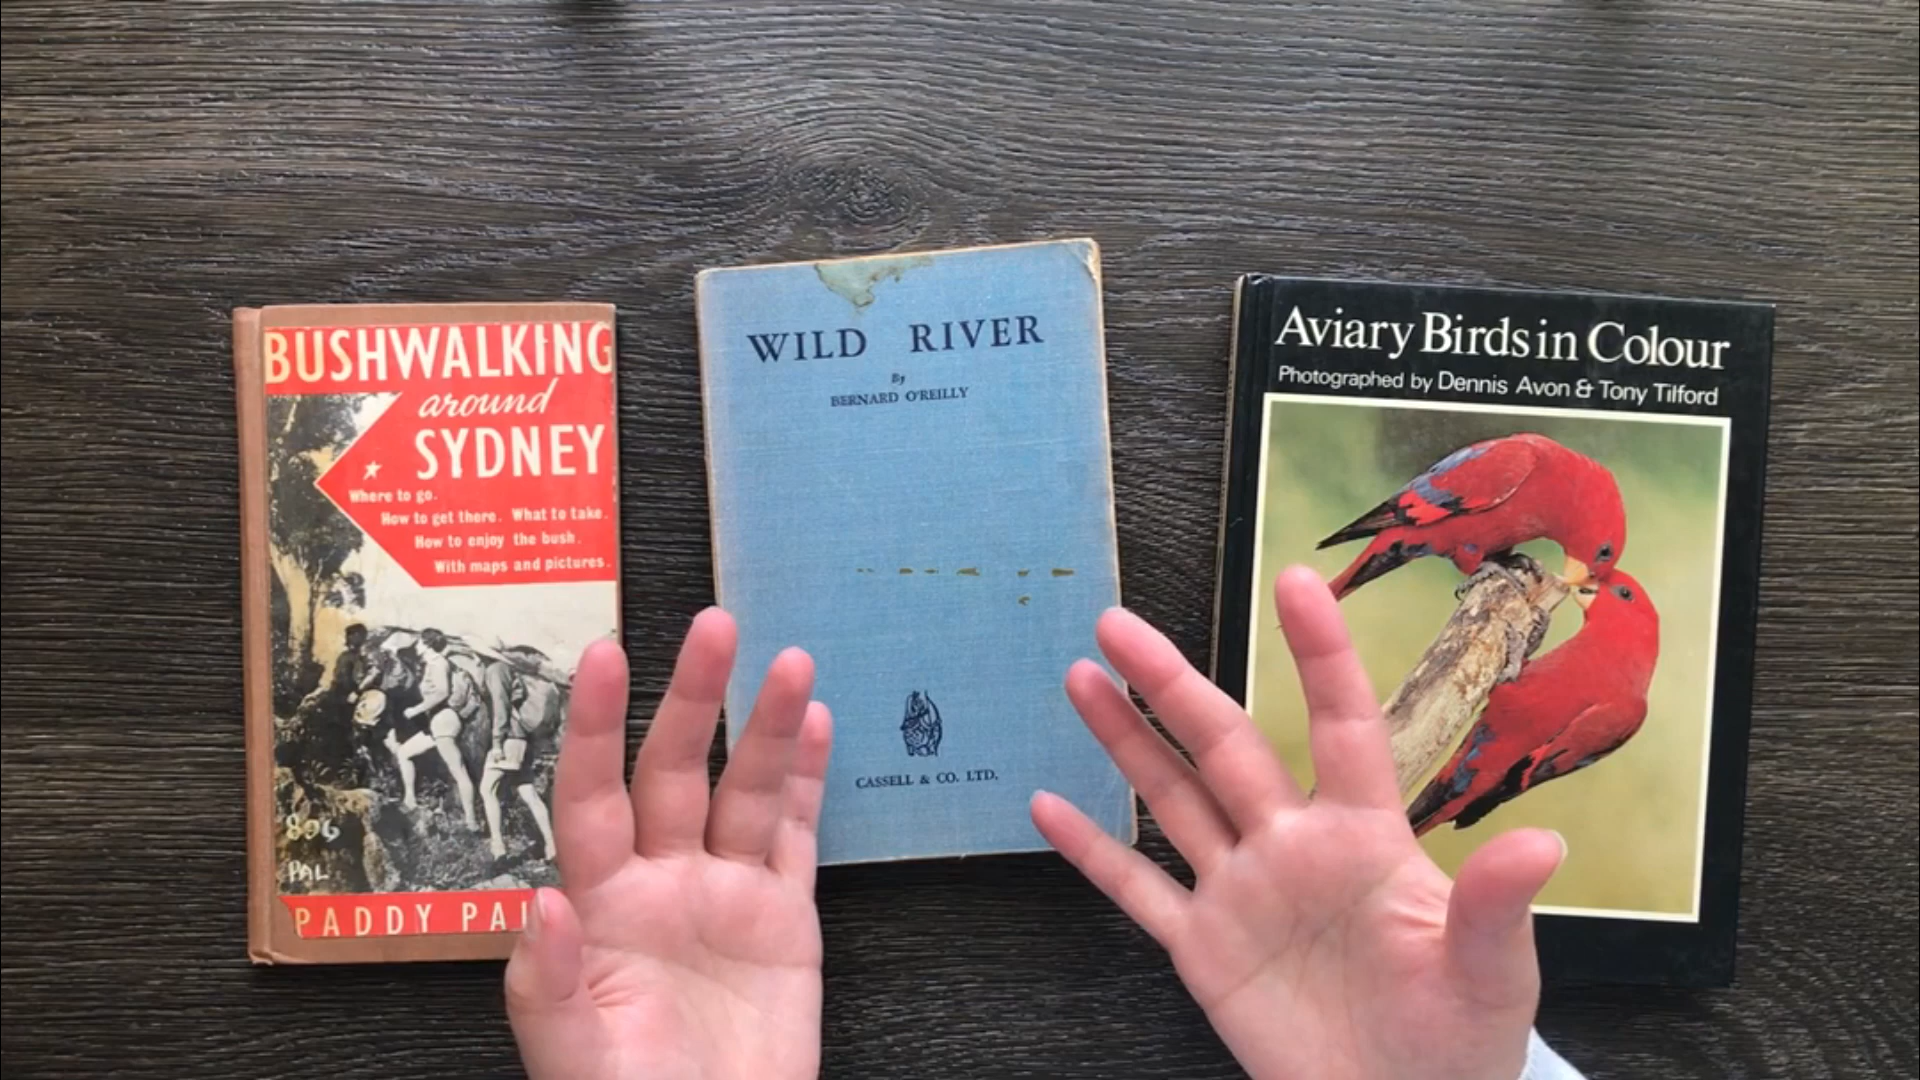 BUSHWALKING
around
SYDNEY
Where to go.
How to get there. What to take.
How to enjoy the bush.
With maps and pictures.
896
PAL
PADDY PAL
WILD RIVER
By
BERNARD O'REILLY
CASSELL & CO. LTD.
Aviary Birds in Colour
Photographed by Dennis Avon & Tony Tilford